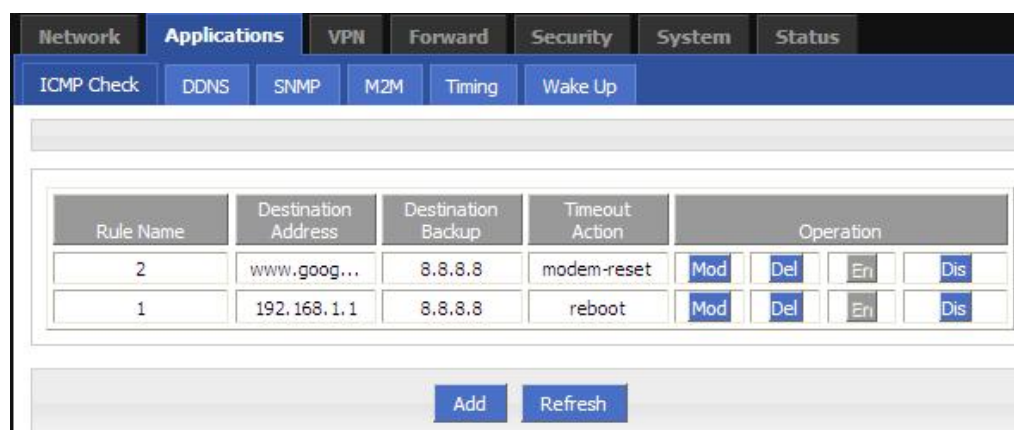 Network Applications VPN Forward Security System Status
ICMP Check DDNS SNMP M2M Timing Wake Up
Rule Name Destination Address Destination Backup Timeout Action Operation
2 www.goog... 8.8.8.8 modem-reset Mod Del En Dis
1 192.168.1.1 8.8.8.8 reboot Mod Del En Dis
Add Refresh